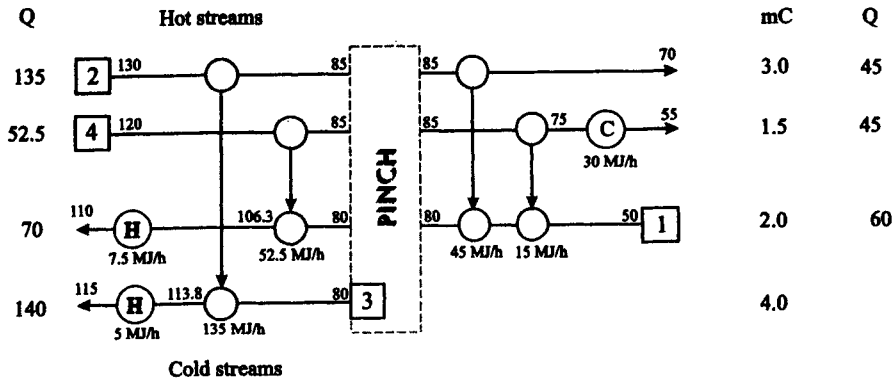 Q Hot streams mC Q
135 2 130 85 85 70 3.0 45
52.5 4 120 85 85 75 C 55 1.5 45
30 MJ/h
70 110 H 106.3 80 80 50 1 2.0 60
7.5 MJ/h 52.5 MJ/h 45 MJ/h 15 MJ/h
PINCH
140 115 H 113.8 80 3 4.0
5 MJ/h 135 MJ/h
Cold streams